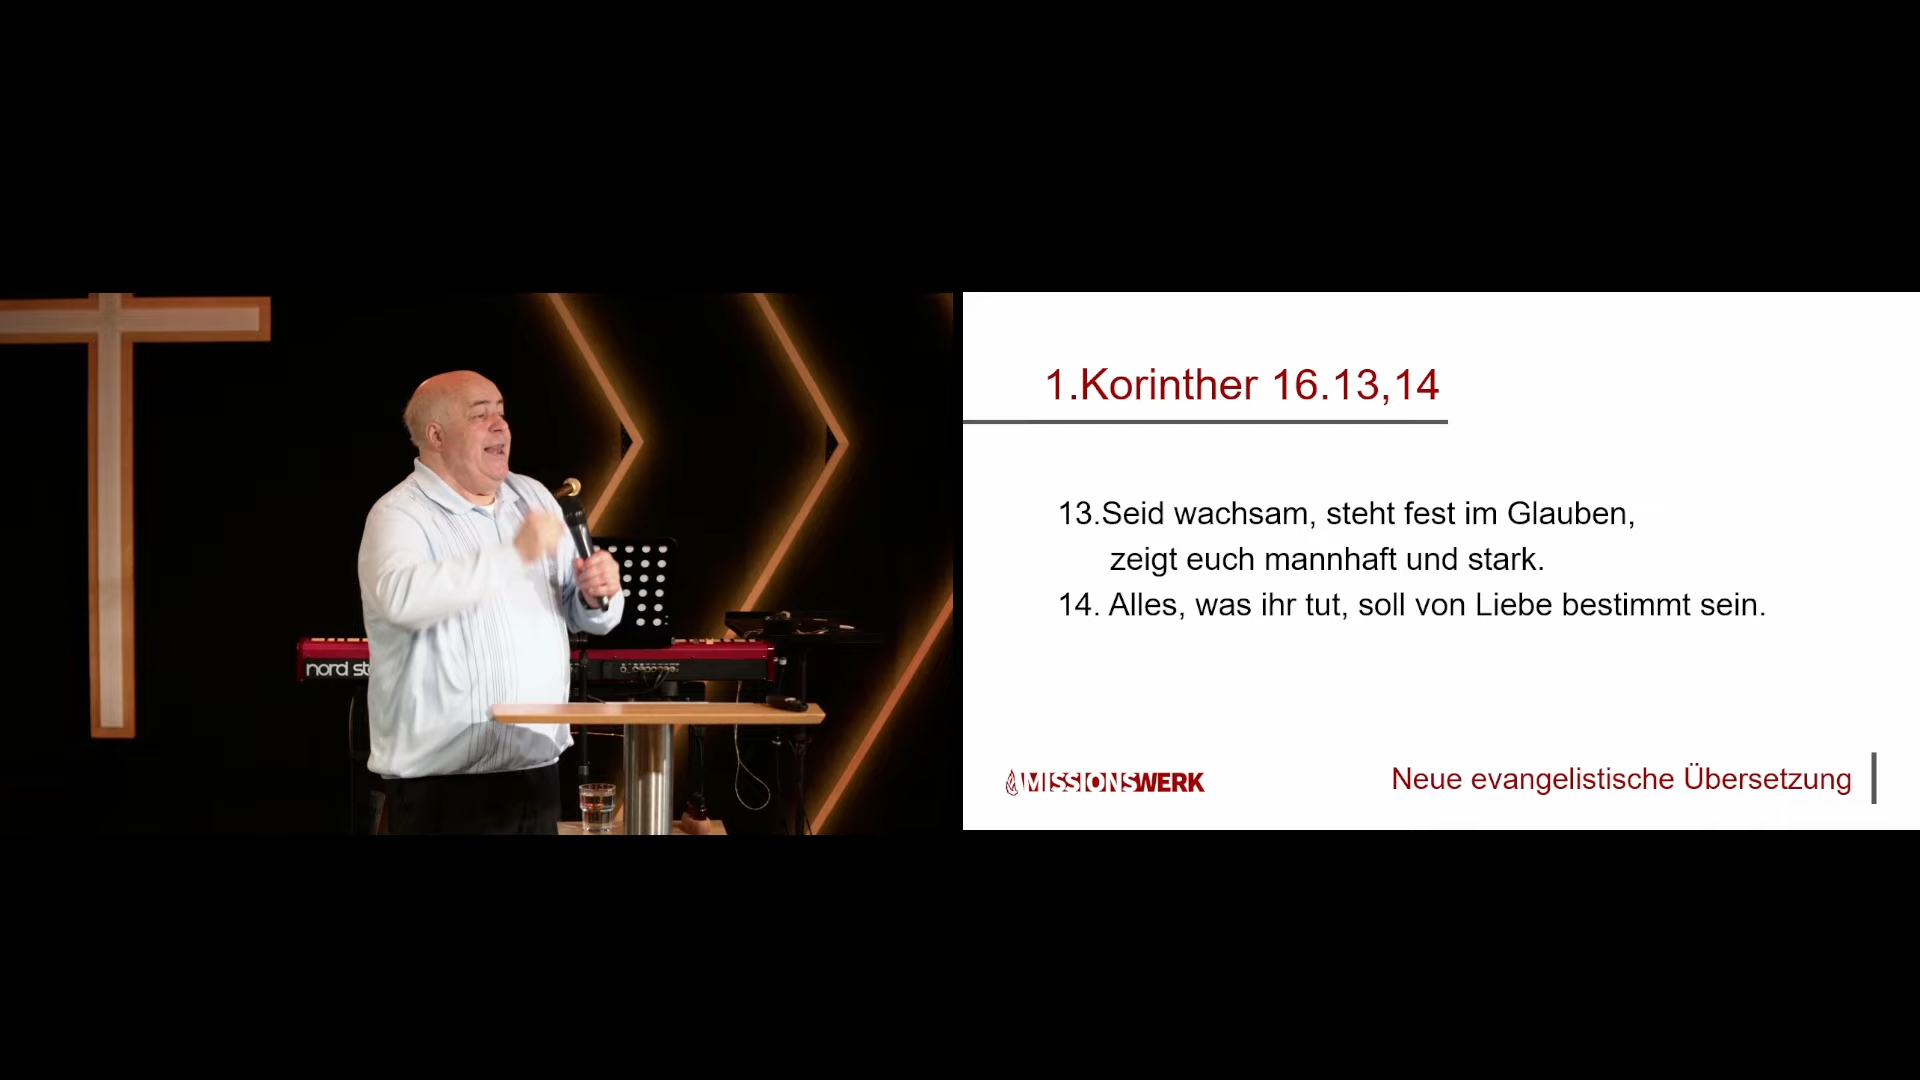 nord st
1.Korinther 16.13,14
13.Seid wachsam, steht fest im Glauben,
zeigt euch mannhaft und stark.
14. Alles, was ihr tut, soll von Liebe bestimmt sein.
MISSIONSWERK
Neue evangelistische Übersetzung